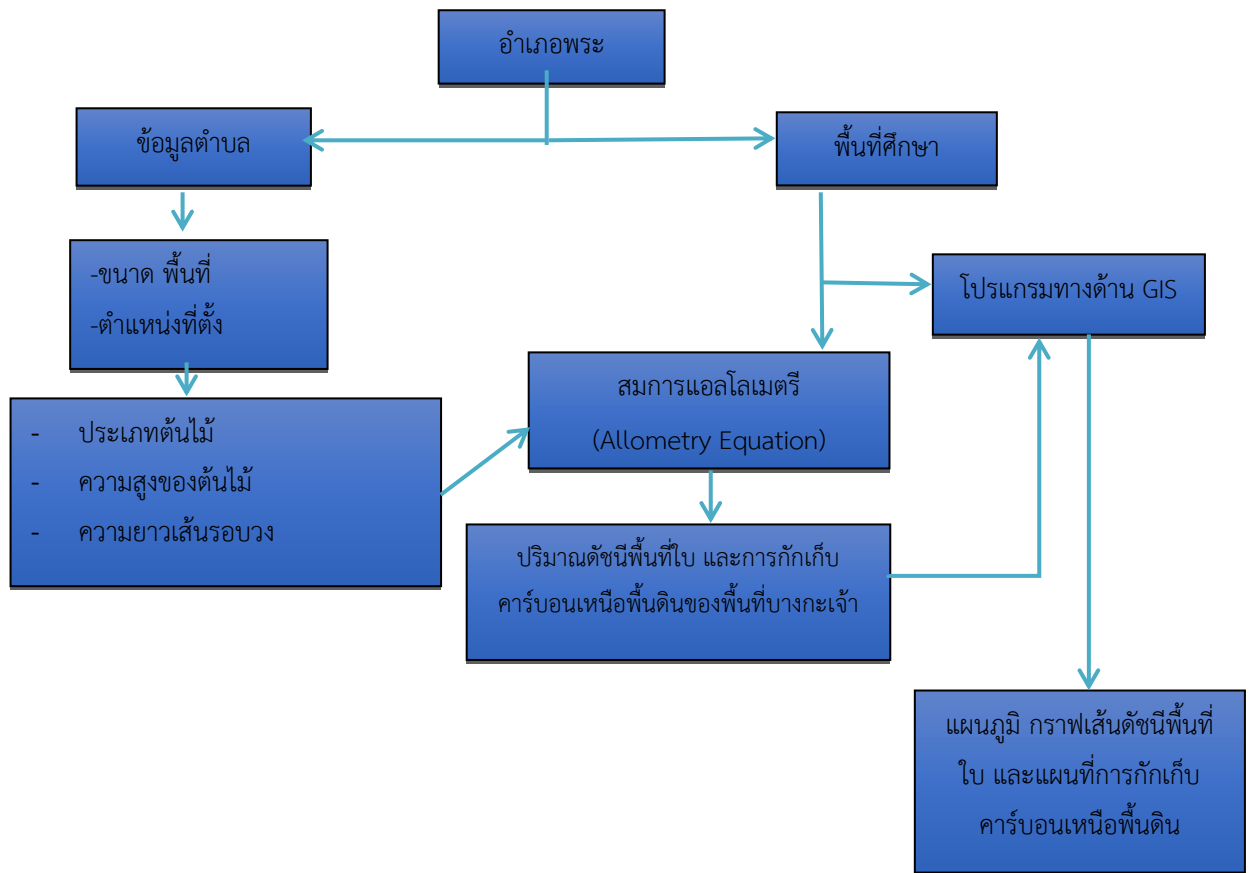 อำเภอพระ
ข้อมูลตำบล
พื้นที่ศึกษา
-ขนาด พื้นที่
-ตำแหน่งที่ตั้ง
โปรแกรมทางด้าน GIS
สมการแอลโลเมตรี
(Allometry Equation)
- ประเภทต้นไม้
- ความสูงของต้นไม้
- ความยาวเส้นรอบวง
ปริมาณดัชนีพื้นที่ใบ และการกักเก็บ
คาร์บอนเหนือพื้นดินของพื้นที่บางกะเจ้า
แผนภูมิ กราฟเส้นดัชนีพื้นที่
ใบ และแผนที่การกักเก็บ
คาร์บอนเหนือพื้นดิน